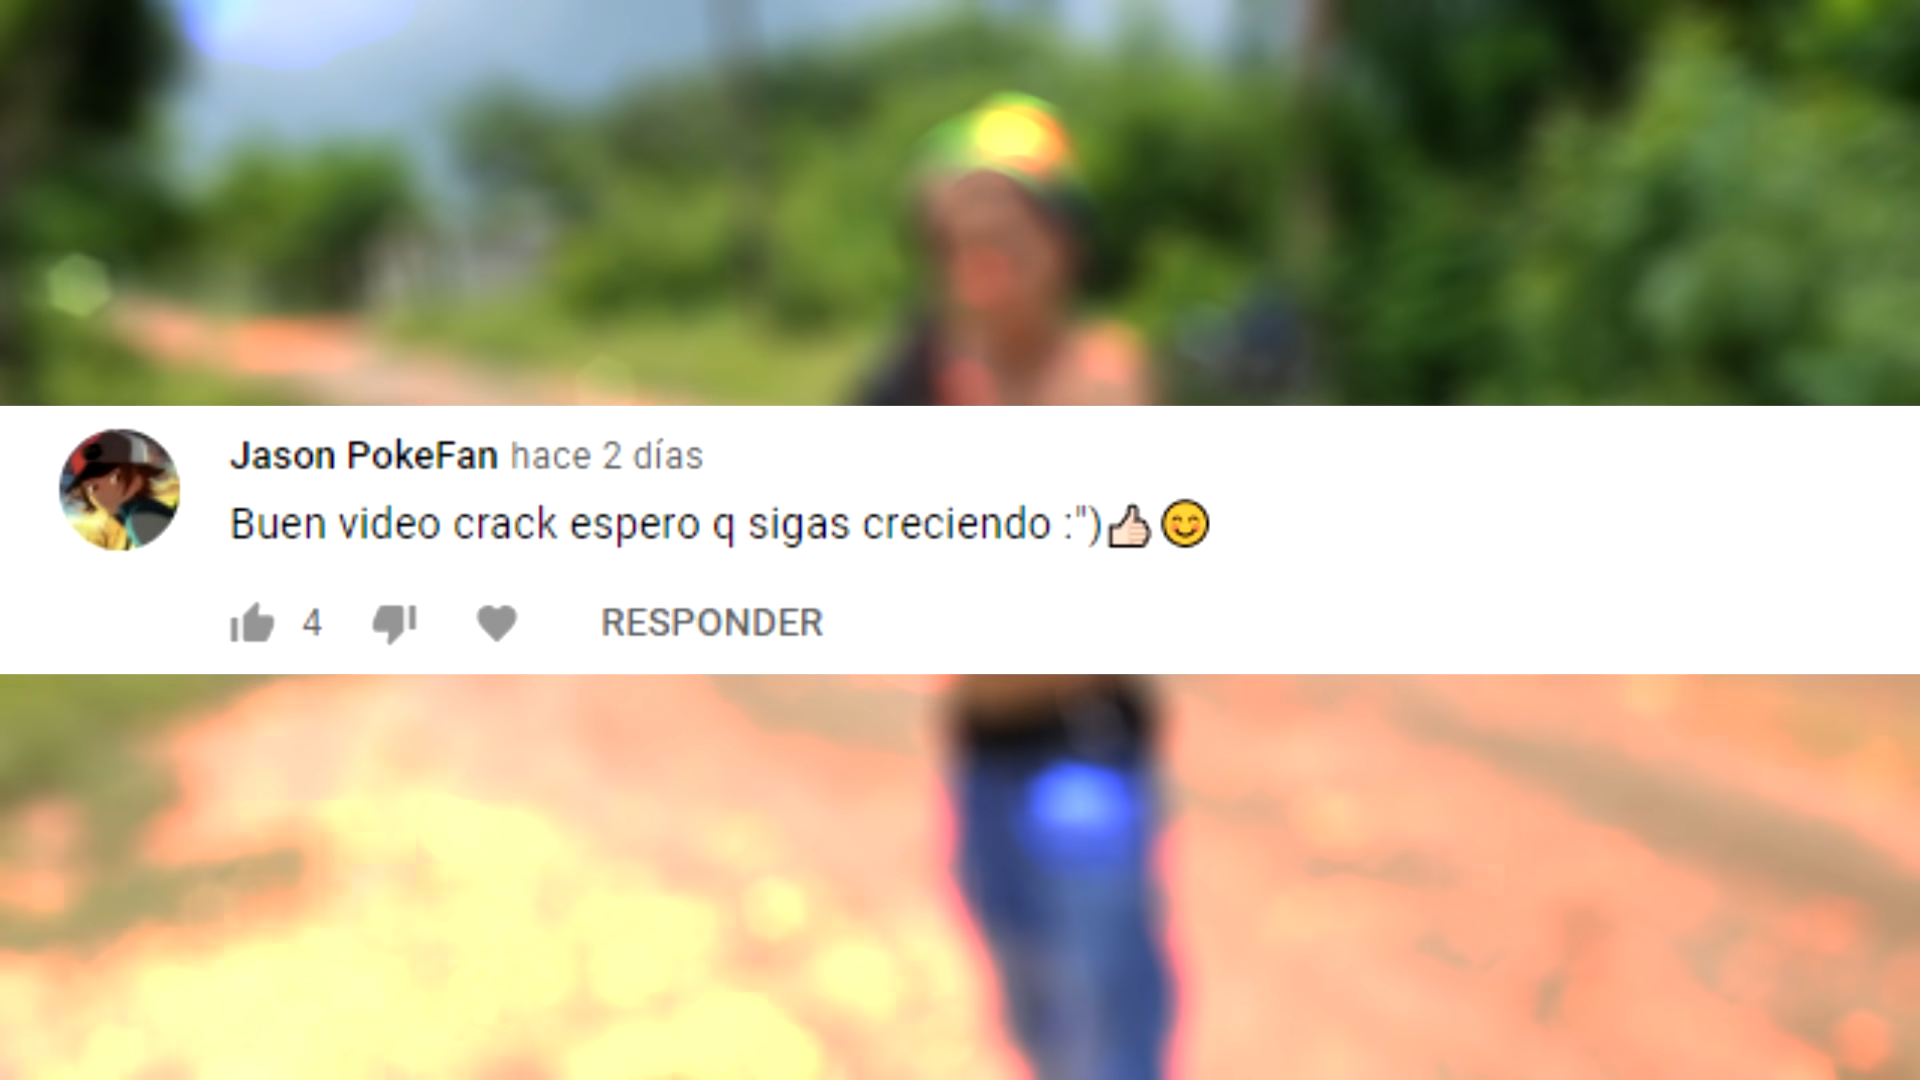 Jason PokeFan hace 2 días
Buen video crack espero q sigas creciendo :")👍🏻😊
4 RESPONDER